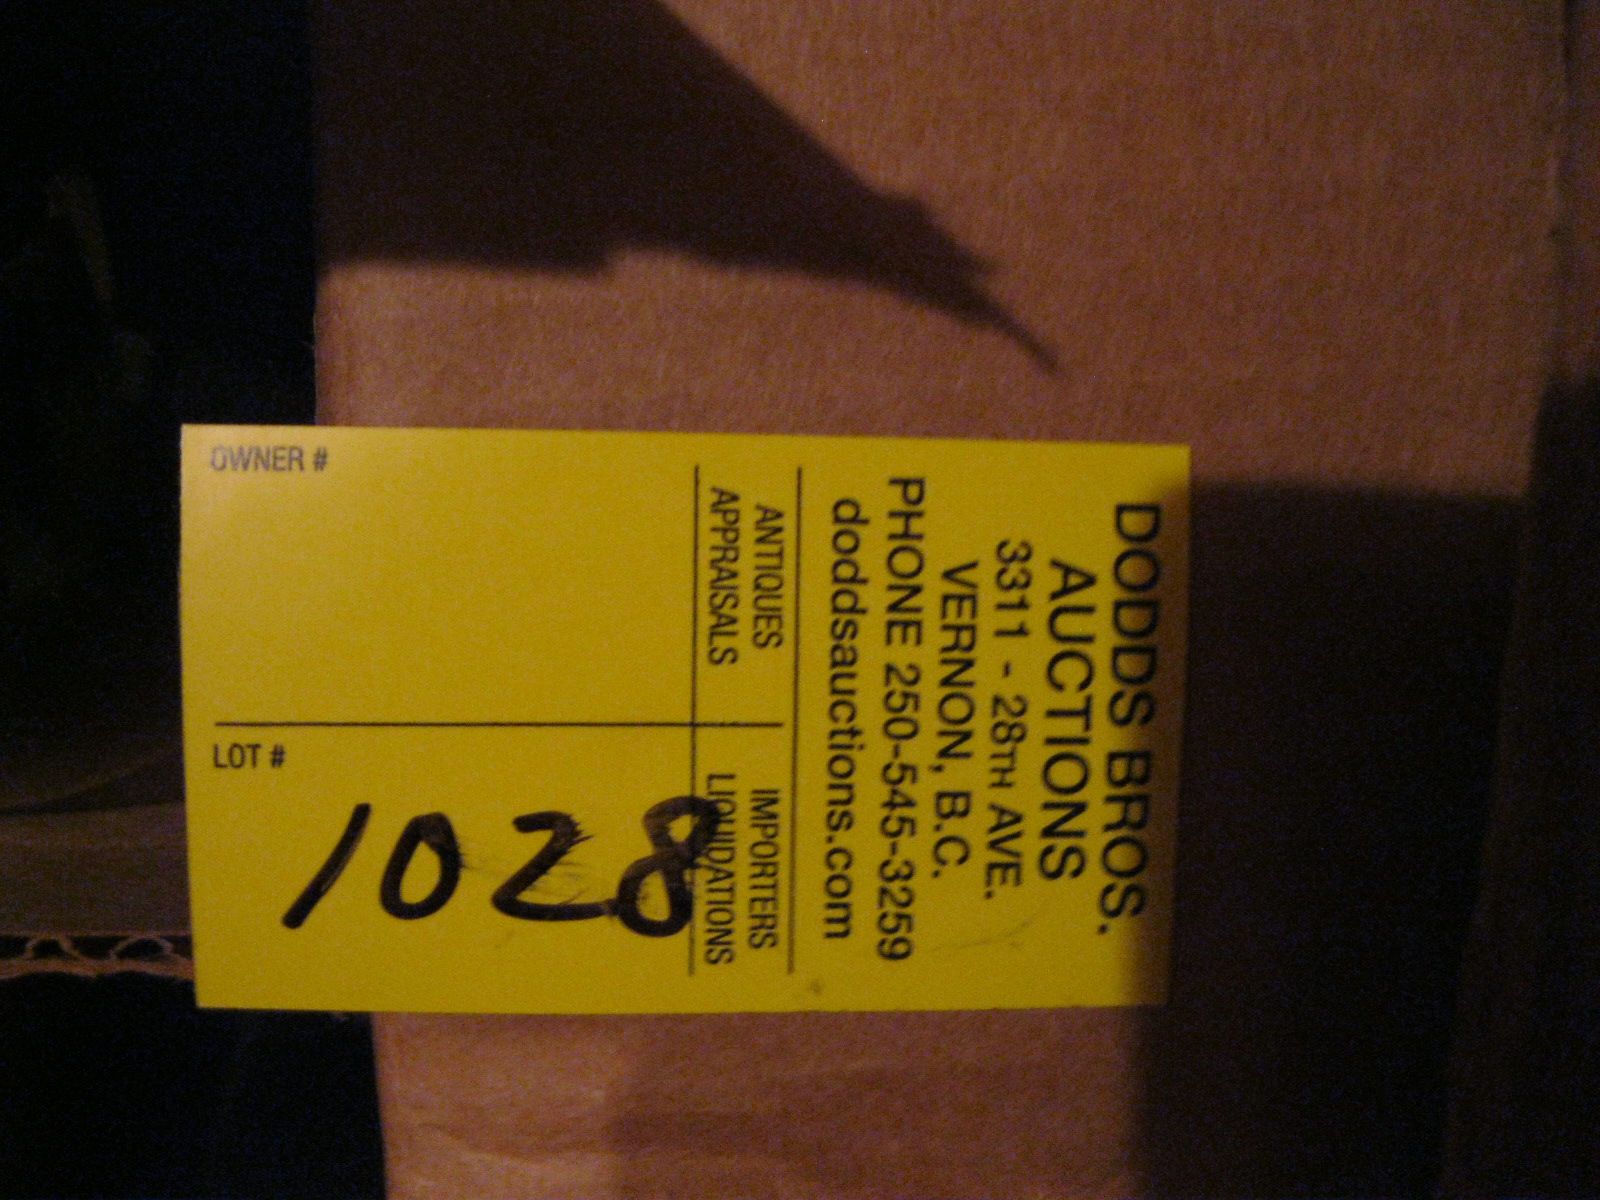 DODDS BROS.
AUCTIONS
3311 - 28TH AVE.
VERNON, B.C.
PHONE 250-545-3259
doddsauctions.com
ANTIQUES
APPRAISALS
IMPORTERS
LIQUIDATIONS
OWNER #
LOT #
1028